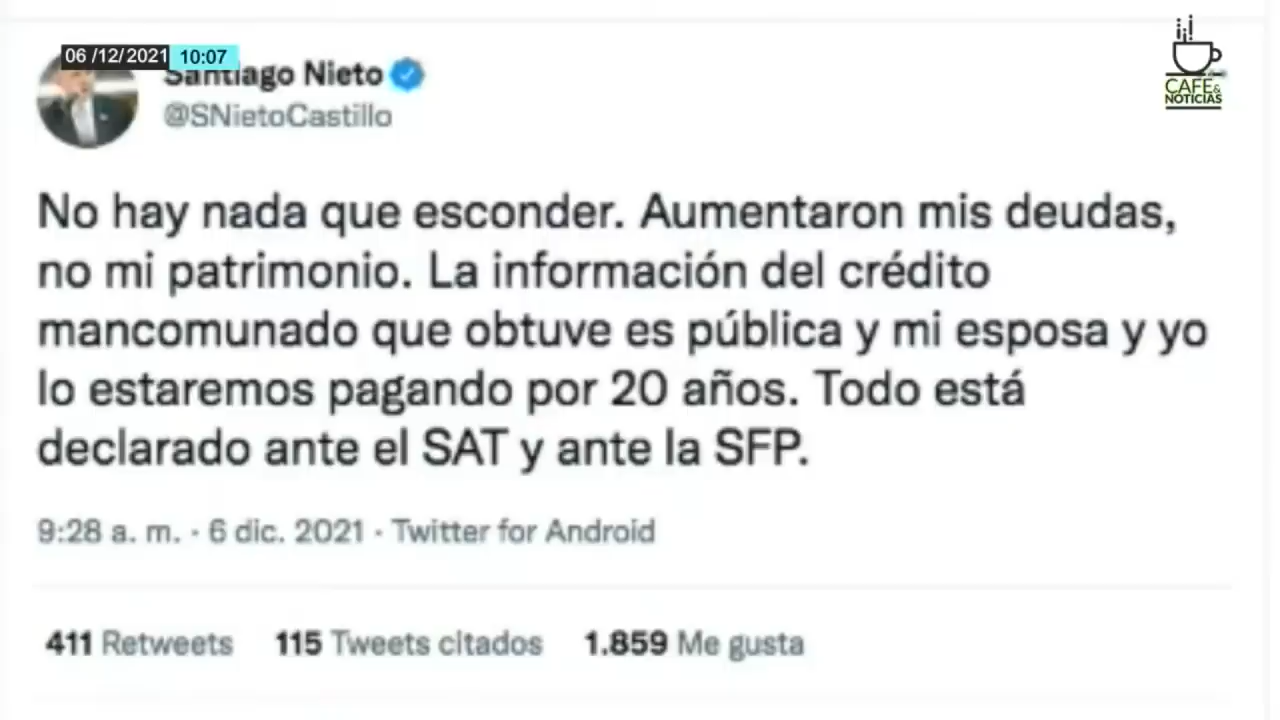 06 /12/2021 10:07
CAFÉ&
NOTICIAS
Santiago Nieto
@SNietoCastillo
No hay nada que esconder. Aumentaron mis deudas,
no mi patrimonio. La información del crédito
mancomunado que obtuve es pública y mi esposa y yo
lo estaremos pagando por 20 años. Todo está
declarado ante el SAT y ante la SFP.
9:28 a. m. · 6 dic. 2021 · Twitter for Android
411 Retweets 115 Tweets citados 1.859 Me gusta